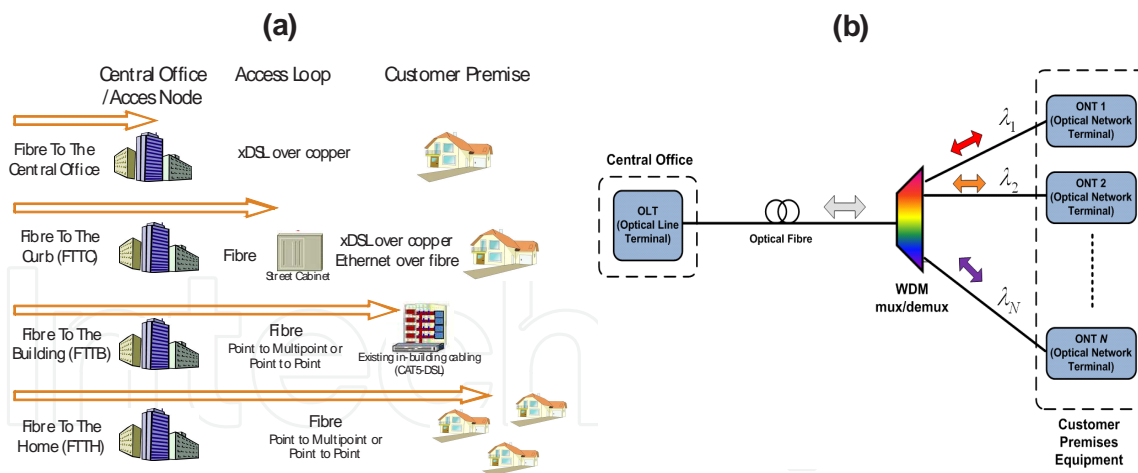 (a)
Central Office
/Acces Node
Access Loop
Customer Premise
Fibre To The
Central Office
xDSL over copper
Fibre To The
Curb (FTTC)
Fibre
Street Cabinet
xDSL over copper
Ethernet over fibre
Fibre To The
Building (FTTB)
Fibre
Point to Multipoint or
Point to Point
Existing in-building cabling
(CAT5-DSL)
Fibre To The
Home (FTTH)
Fibre
Point to Multipoint or
Point to Point
Intech
(b)
Central Office
OLT
(Optical Line
Terminal)
Optical Fibre
WDM
mux/demux
λ1
λ2
λN
ONT 1
(Optical Network
Terminal)
ONT 2
(Optical Network
Terminal)
ONT N
(Optical Network
Terminal)
Customer
Premises
Equipment